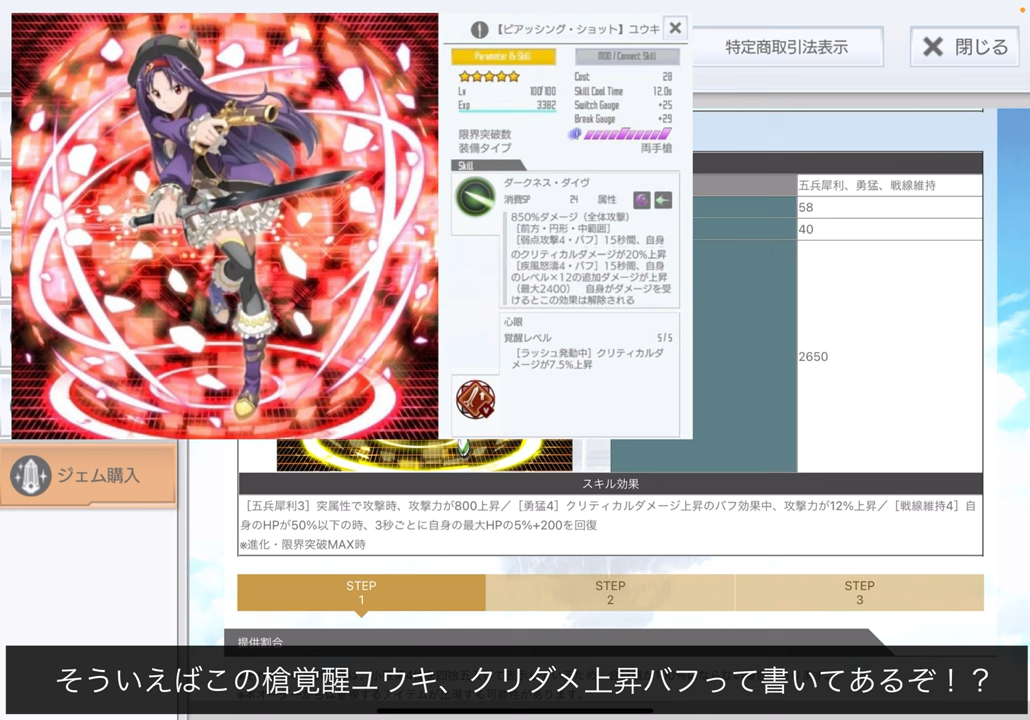 【ピアッシング・ショット】ユウキ
Parameter & Skill
MOD / Connect Skill
Lv 100/100
Exp 3382
限界突破数
装備タイプ 両手槍
Cost 28
Skill Cool Time 12.0s
Switch Gauge +25
Break Gauge +29
Skill
ダークネス・ダイヴ
消費SP 24 属性
850%ダメージ（全体攻撃）
［前方・円形・中範囲］
［弱点攻撃4・バフ］15秒間、自身
のクリティカルダメージが20%上昇
［疾風怒濤4・バフ］15秒間、自身
のレベル×12の追加ダメージが上昇
（最大2400）　自身がダメージを受
けるとこの効果は解除される
心眼
覚醒レベル 5/5
［ラッシュ発動中］クリティカルダ
メージが7.5%上昇
特定商取引法表示
閉じる
五兵犀利、勇猛、戦線維持
58
40
2650
ジェム購入
スキル効果
［五兵犀利3］突属性で攻撃時、攻撃力が800上昇／［勇猛4］クリティカルダメージ上昇のバフ効果中、攻撃力が12%上昇／［戦線維持4］自
身のHPが50%以下の時、3秒ごとに自身の最大HPの5%+200を回復
※進化・限界突破MAX時
STEP
1
STEP
2
STEP
3
提供割合
そういえばこの槍覚醒ユウキ、クリダメ上昇バフって書いてあるぞ！？